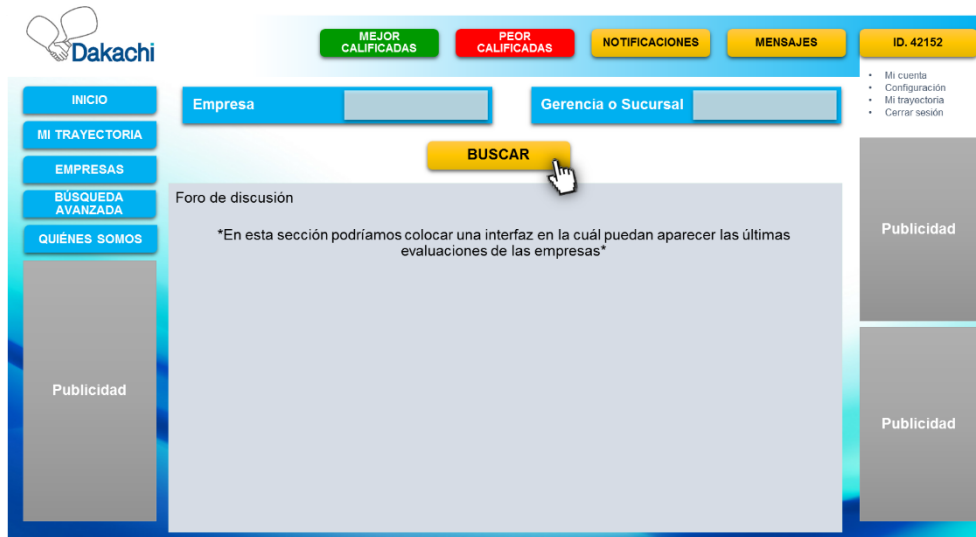 Dakachi
MEJOR
CALIFICADAS
PEOR
CALIFICADAS
NOTIFICACIONES
MENSAJES
ID. 42152
• Mi cuenta
• Configuración
• Mi trayectoria
• Cerrar sesión
INICIO
MI TRAYECTORIA
EMPRESAS
BÚSQUEDA
AVANZADA
QUIÉNES SOMOS
Publicidad
Empresa
Gerencia o Sucursal
BUSCAR
Foro de discusión
*En esta sección podríamos colocar una interfaz en la cuál puedan aparecer las últimas
evaluaciones de las empresas*
Publicidad
Publicidad